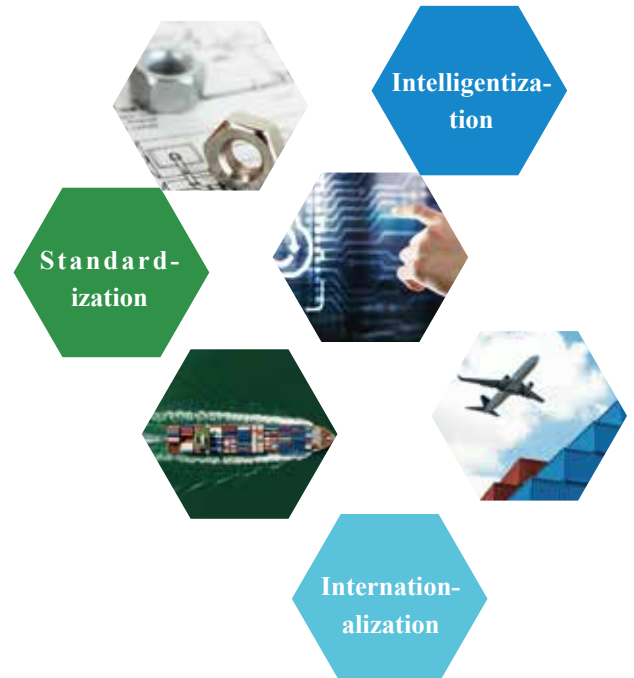 Intelligentiza-
tion
Standard-
ization
Internation-
alization